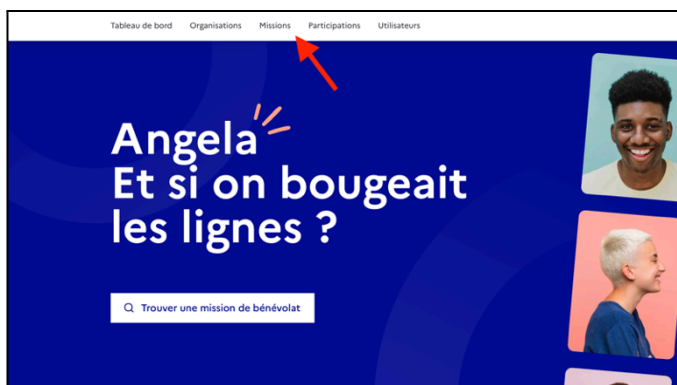 Tableau de bord Organisations Missions Participations Utilisateurs
Angela
Et si on bougeait
les lignes ?
Trouver une mission de bénévolat